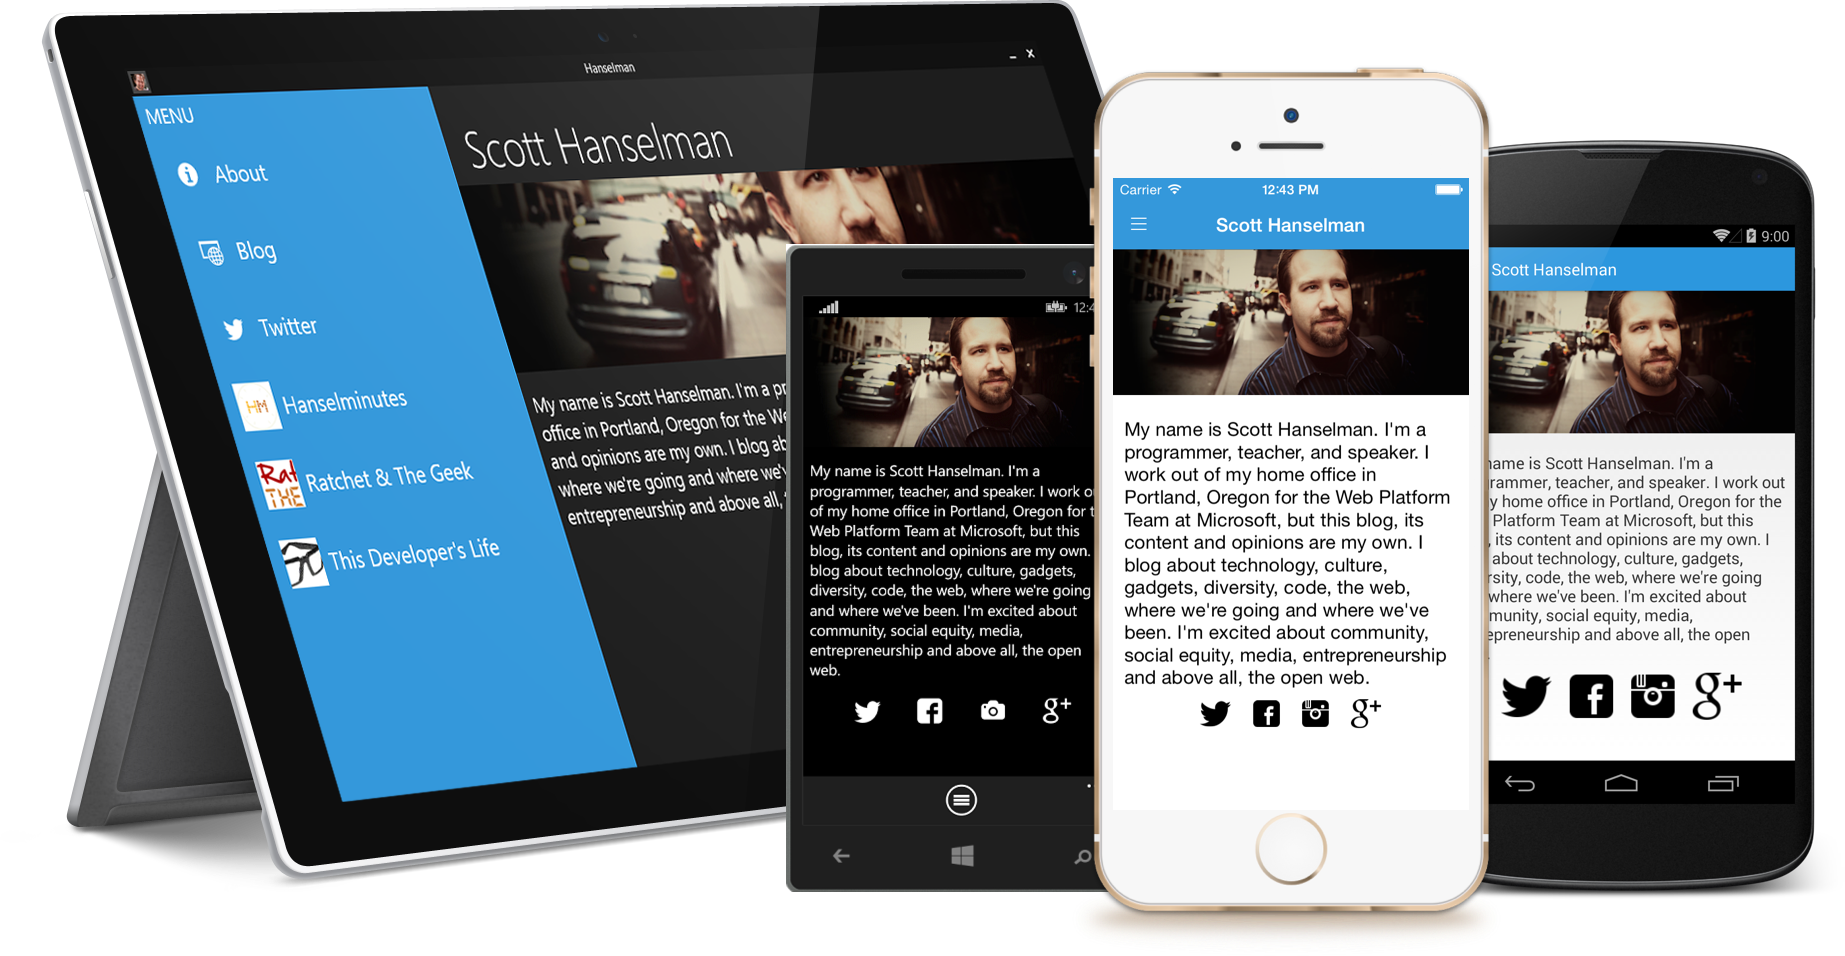 Hanselman
MENU
About
Blog
Twitter
HM
Hanselminutes
Rat
THE
Ratchet & The Geek
This Developer's Life
Scott Hanselman
My name is Scott Hanselman. I'm a
office in Portland, Oregon for the
and opinions are my own. I blog
where we're going and where we've
entrepreneurship and above all,
12:4
My name is Scott Hanselman. I'm a
programmer, teacher, and speaker. I work
of my home office in Portland, Oregon for
Web Platform Team at Microsoft, but this
blog, its content and opinions are my own.
blog about technology, culture, gadgets,
diversity, code, the web, where we're going
and where we've been. I'm excited about
community, social equity, media,
entrepreneurship and above all, the open
web.
g+
Carrier 12:43 PM
Scott Hanselman
My name is Scott Hanselman. I'm a
programmer, teacher, and speaker. I
work out of my home office in
Portland, Oregon for the Web Platform
Team at Microsoft, but this blog, its
content and opinions are my own. I
blog about technology, culture,
gadgets, diversity, code, the web,
where we're going and where we've
been. I'm excited about community,
social equity, media, entrepreneurship
and above all, the open web.
g+
9:00
Scott Hanselman
name is Scott Hanselman. I'm a
rammer, teacher, and speaker. I work out
y home office in Portland, Oregon for the
Platform Team at Microsoft, but this
, its content and opinions are my own. I
about technology, culture, gadgets,
rsity, code, the web, where we're going
where we've been. I'm excited about
munity, social equity, media,
epreneurship and above all, the open
g+